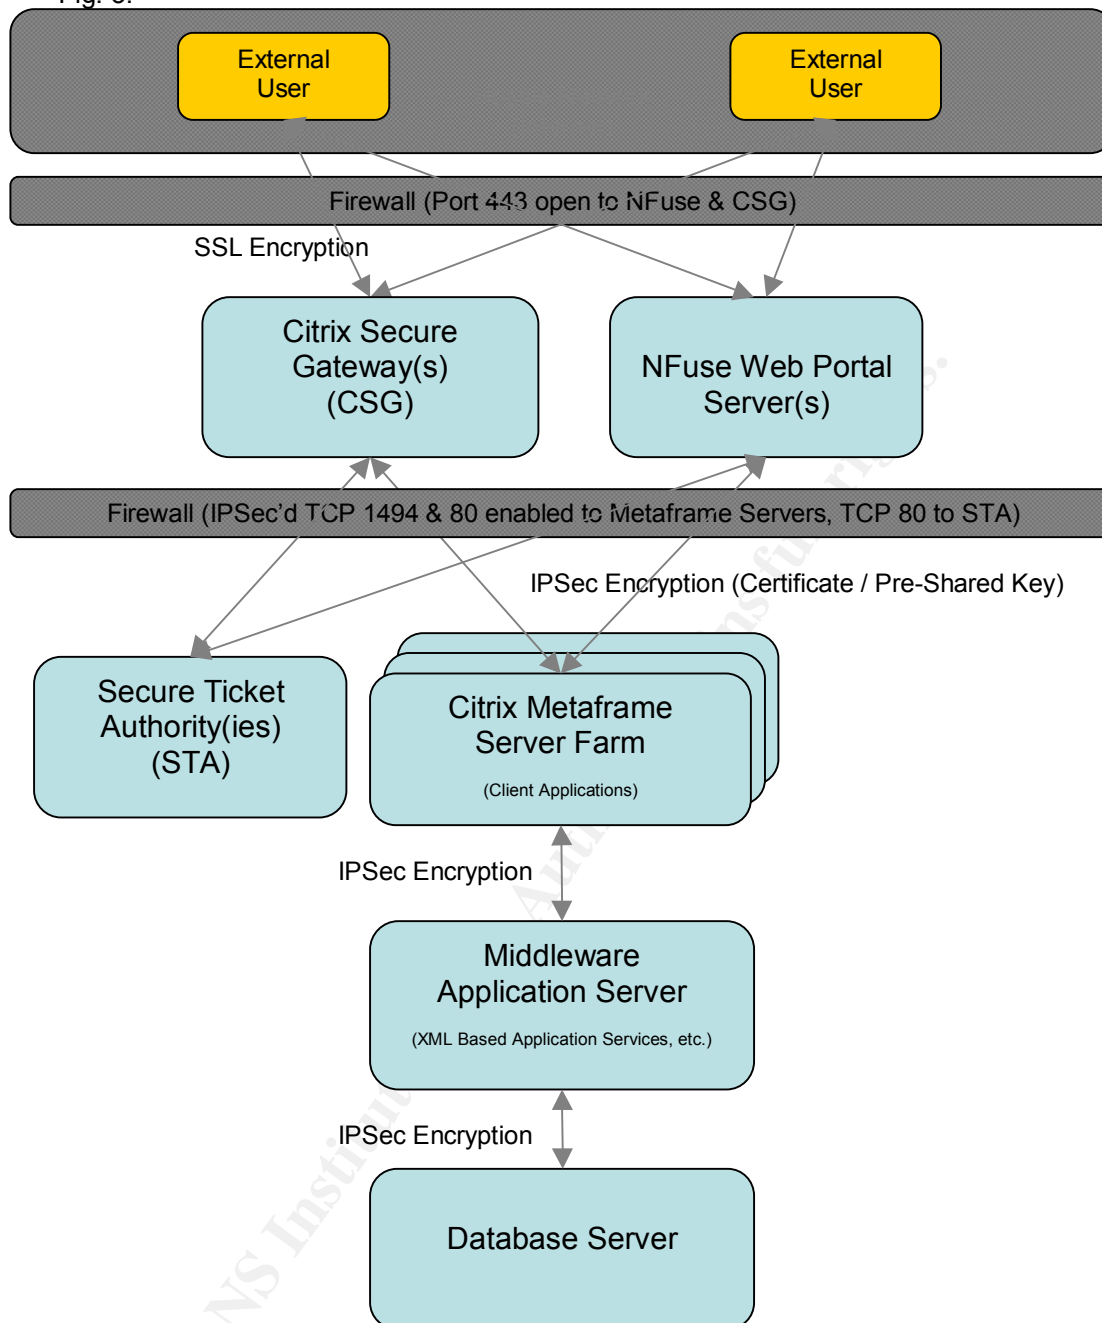 External
User
External
User
Firewall (Port 443 open to NFuse & CSG)
SSL Encryption
Citrix Secure
Gateway(s)
(CSG)
NFuse Web Portal
Server(s)
Firewall (IPSec'd TCP 1494 & 80 enabled to Metaframe Servers, TCP 80 to STA)
IPSec Encryption (Certificate / Pre-Shared Key)
Secure Ticket
Authority(ies)
(STA)
Citrix Metaframe
Server Farm
(Client Applications)
IPSec Encryption
Middleware
Application Server
(XML Based Application Services, etc.)
IPSec Encryption
Database Server